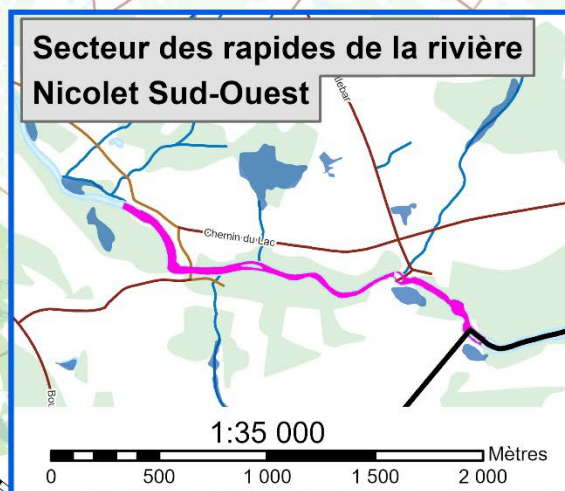 Secteur des rapides de la rivière
Nicolet Sud-Ouest
Chemin du Lac
1:35 000
Mètres
0 500 1 000 1 500 2 000